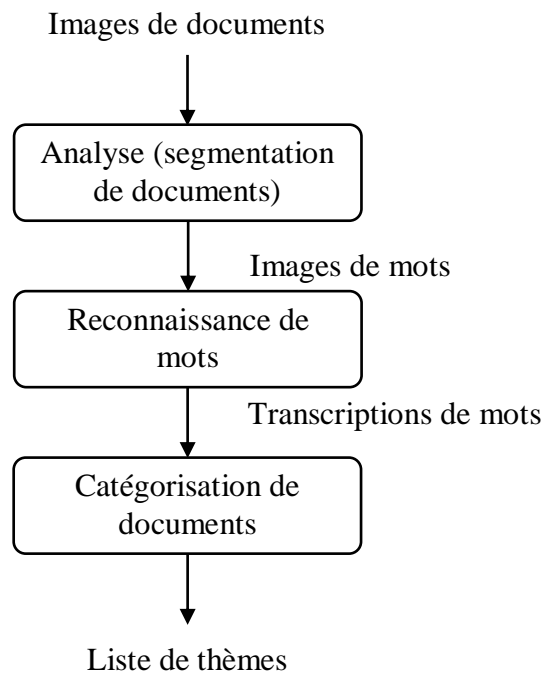 Images de documents
Analyse (segmentation
de documents)
Images de mots
Reconnaissance de
mots
Transcriptions de mots
Catégorisation de
documents
Liste de thèmes